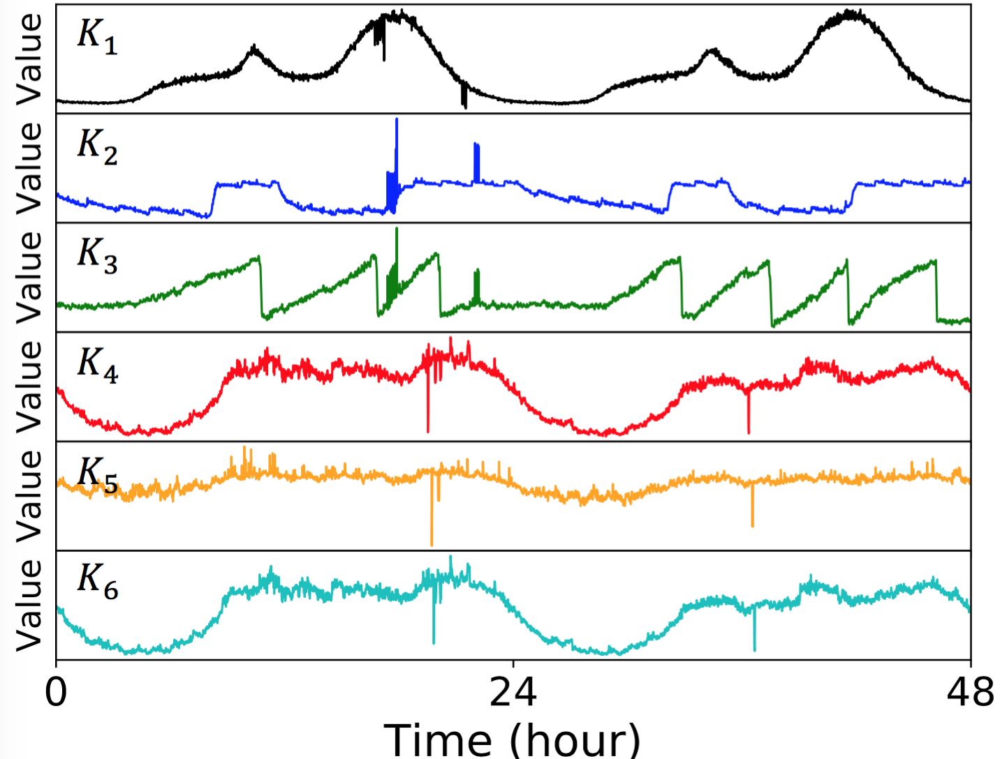 Value K₁
Value K₂
Value K₃
Value K₄
Value K₅
Value K₆
0 24 48
Time (hour)